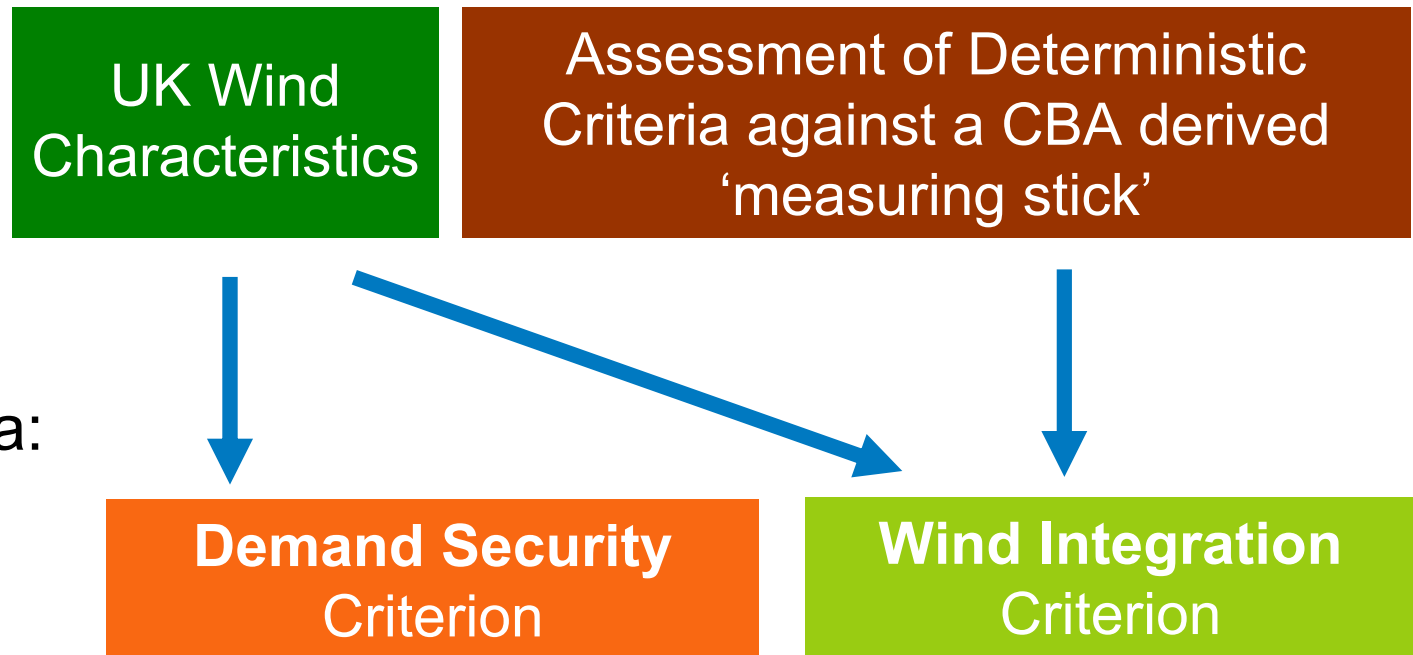 UK Wind
Characteristics
Assessment of Deterministic
Criteria against a CBA derived
‘measuring stick’
a:
Demand Security
Criterion
Wind Integration
Criterion